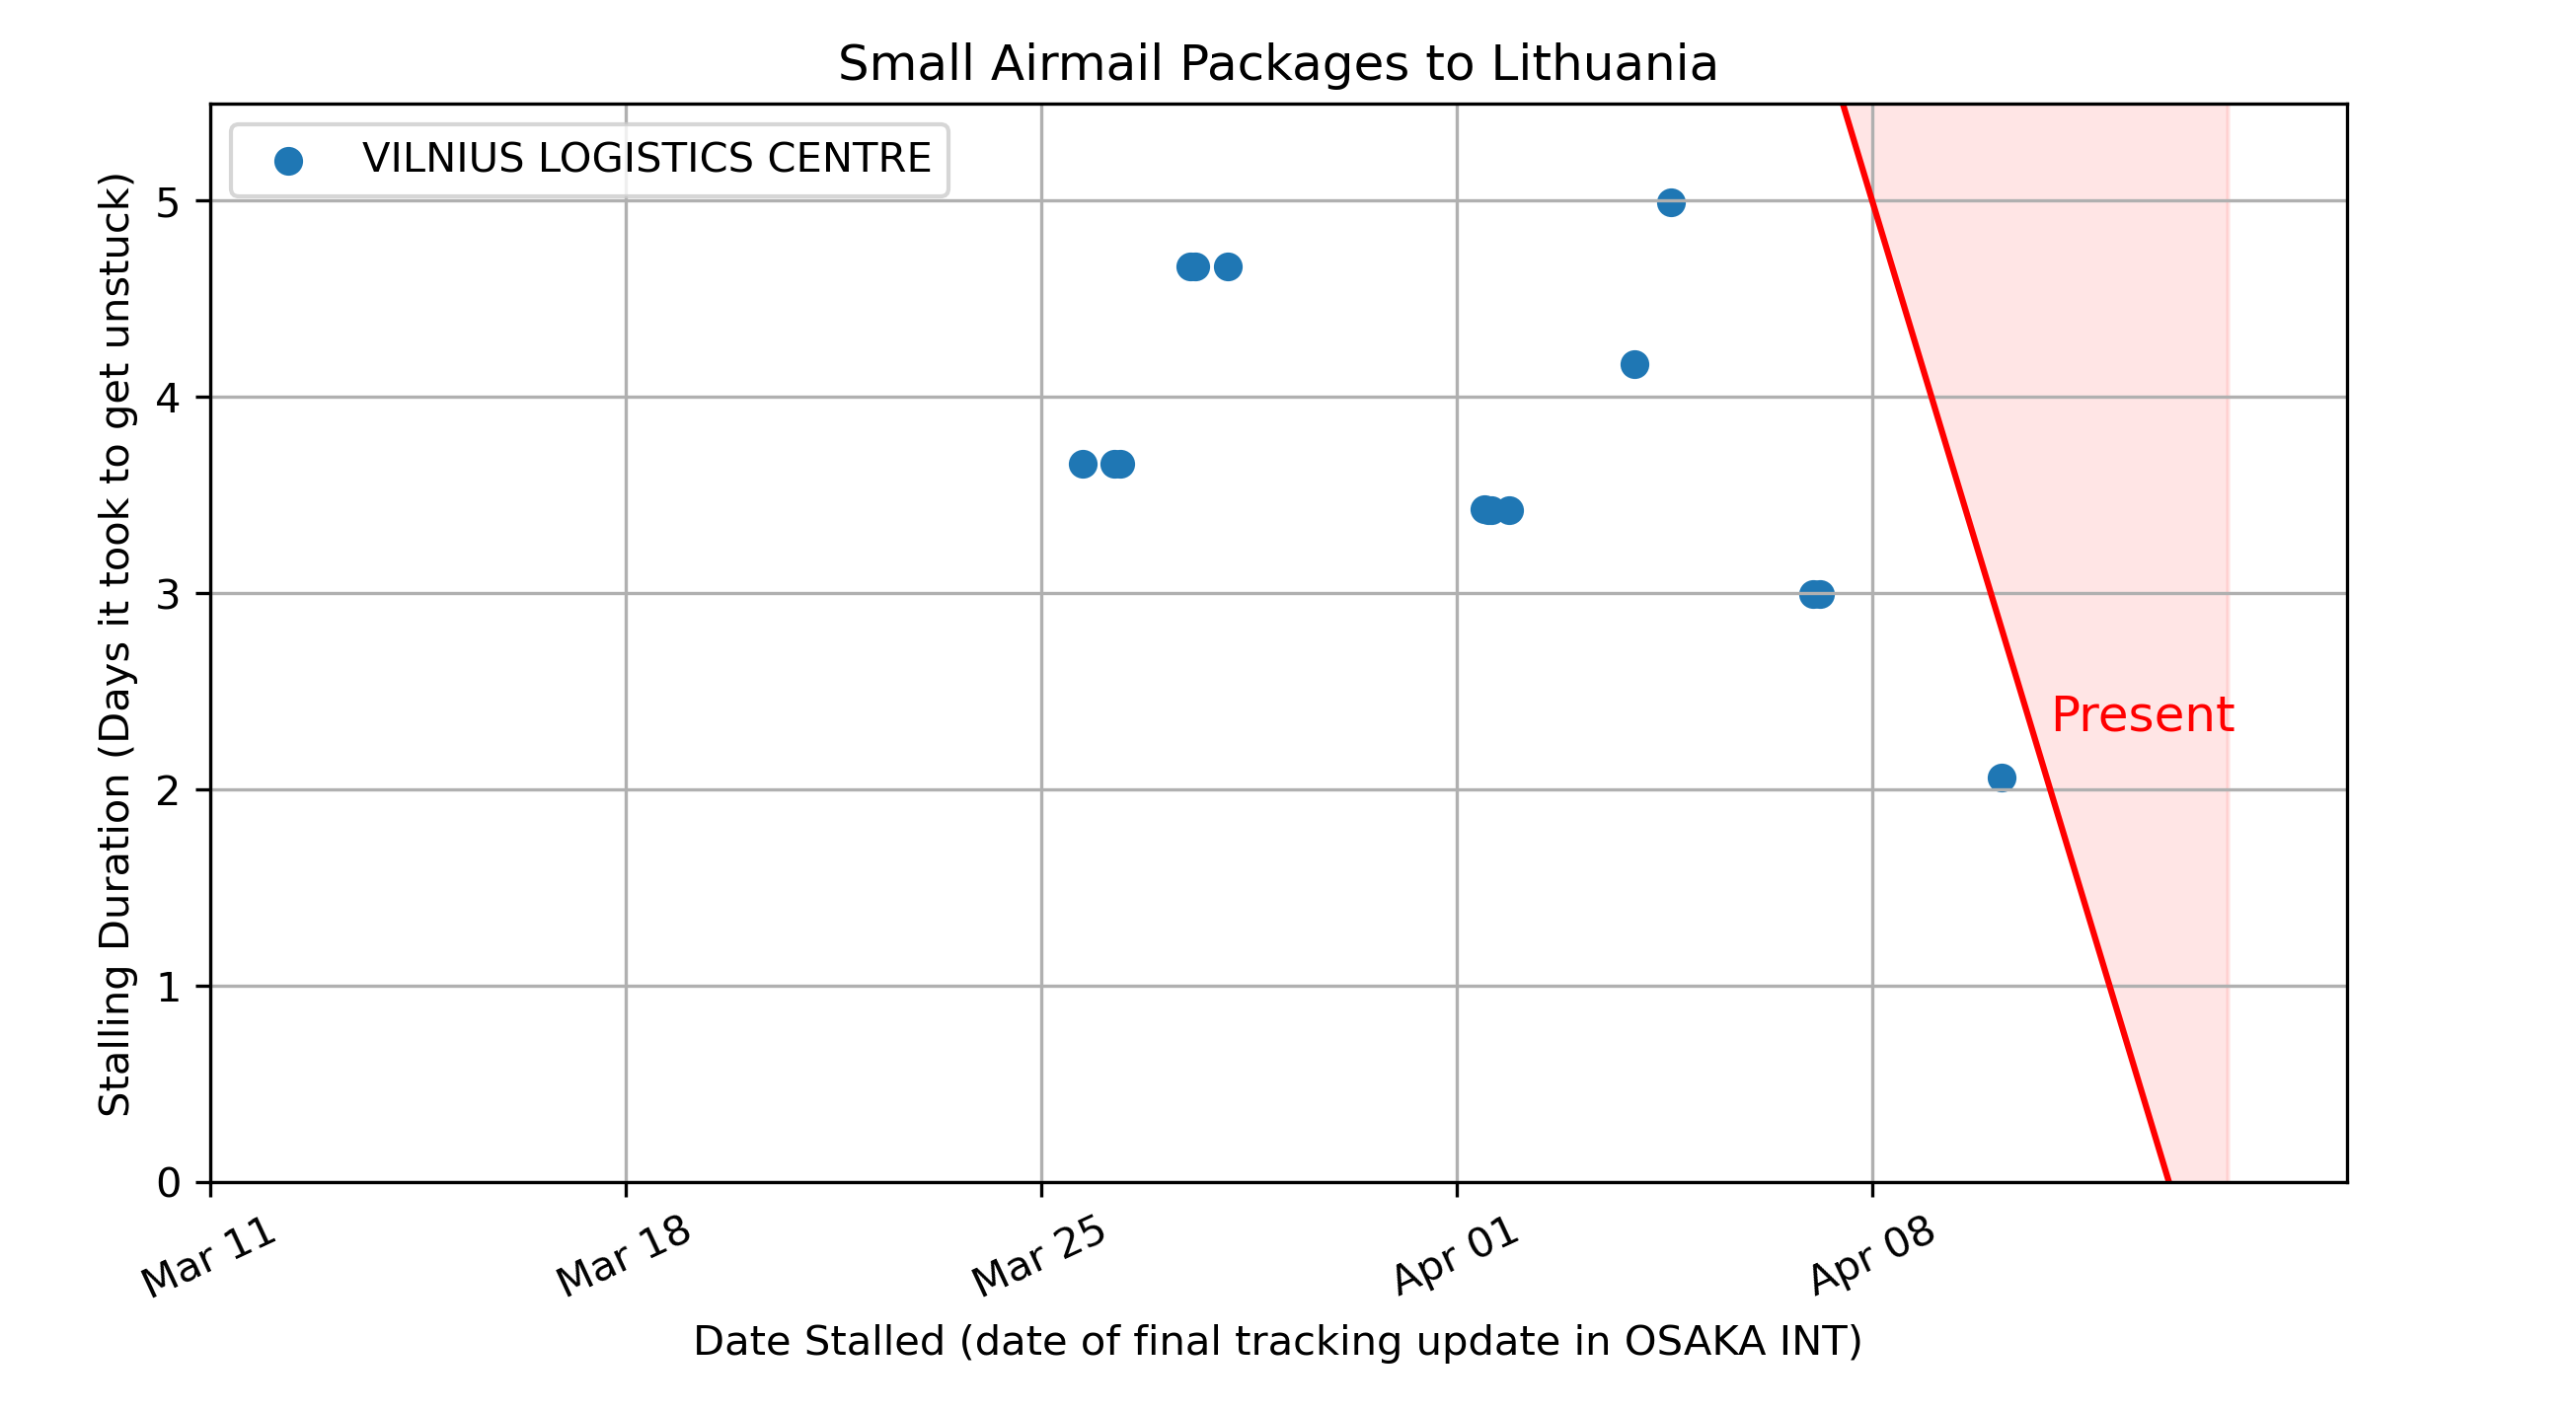 Small Airmail Packages to Lithuania
VILNIUS LOGISTICS CENTRE
Stalling Duration (Days it took to get unstuck)
5
4
3
2
1
0
Present
Mar 11
Mar 18
Mar 25
Apr 01
Apr 08
Date Stalled (date of final tracking update in OSAKA INT)